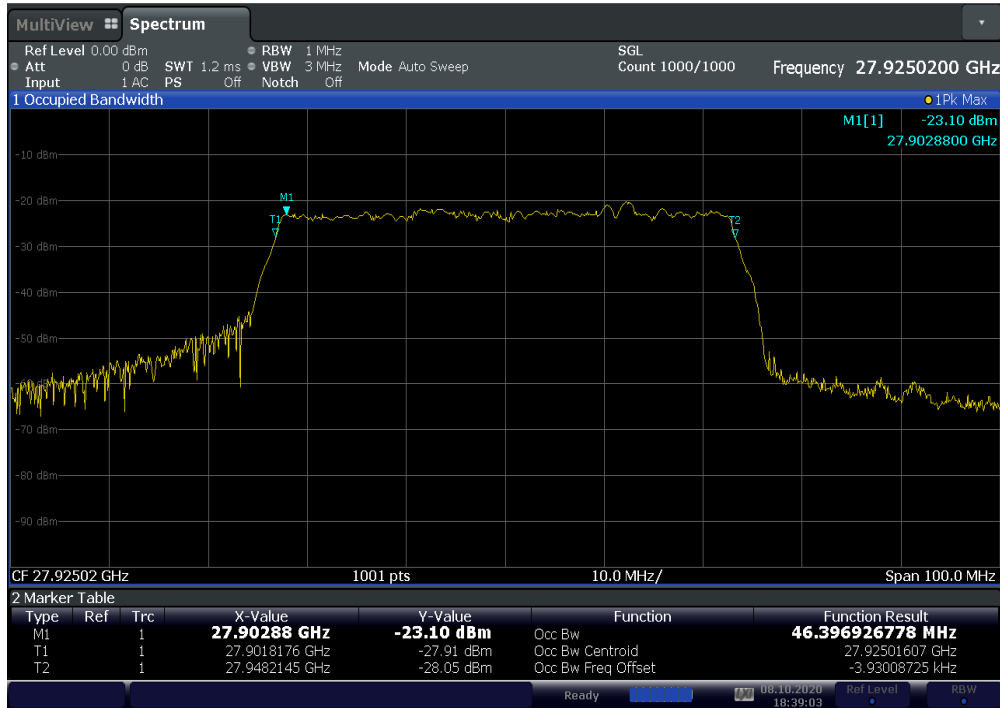 MultiView Spectrum
Ref Level 0.00 dBm RBW 1 MHz SGL
Att 0 dB SWT 1.2 ms VBW 3 MHz Mode Auto Sweep Count 1000/1000 Frequency 27.9250200 GHz
Input 1 AC PS Off Notch Off
1 Occupied Bandwidth 1Pk Max
M1[1] -23.10 dBm
27.9028800 GHz
-10 dBm
-20 dBm
M1
T1 T2
-30 dBm
-40 dBm
-50 dBm
-70 dBm
-80 dBm
-90 dBm
CF 27.92502 GHz 1001 pts 10.0 MHz/ Span 100.0 MHz
2 Marker Table
Type Ref Trc X-Value Y-Value Function Function Result
M1 1 27.90288 GHz -23.10 dBm Occ Bw 46.396926778 MHz
T1 1 27.9018176 GHz -27.91 dBm Occ Bw Centroid 27.92501607 GHz
T2 1 27.9482145 GHz -28.05 dBm Occ Bw Freq Offset -3.93008725 kHz
Ready 08.10.2020 Ref Level RBW
18:39:03